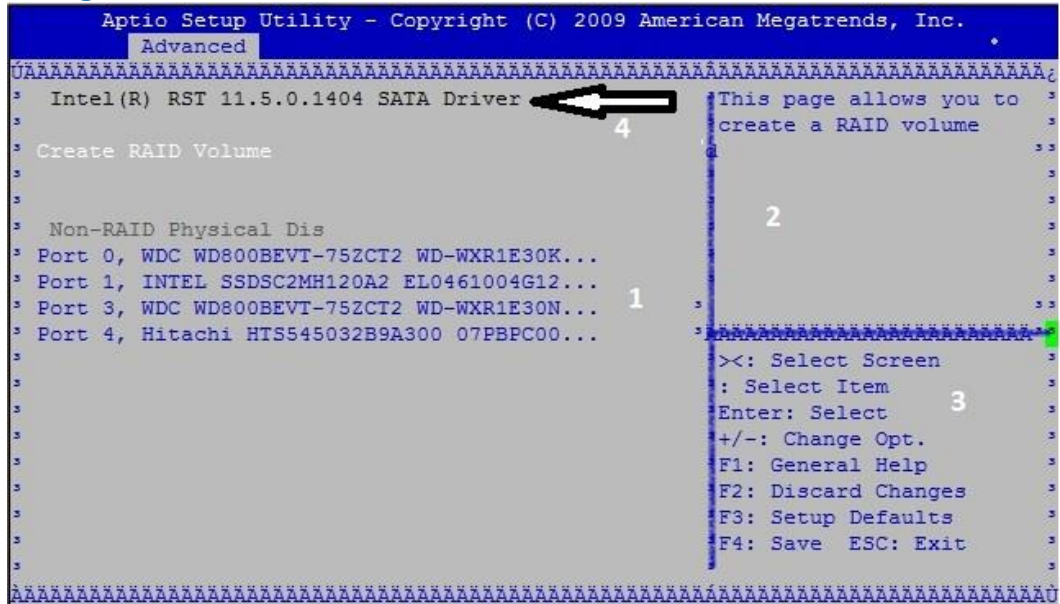 Aptio Setup Utility - Copyright (C) 2009 American Megatrends, Inc.
Advanced
Intel(R) RST 11.5.0.1404 SATA Driver
4
Create RAID Volume
Non-RAID Physical Dis
Port 0, WDC WD800BEVT-75ZCT2 WD-WXR1E30K...
Port 1, INTEL SSDSC2MH120A2 EL0461004G12...
Port 3, WDC WD800BEVT-75ZCT2 WD-WXR1E30N...
Port 4, Hitachi HTS545032B9A300 07PBPC00...
1
This page allows you to
create a RAID volume
2
><: Select Screen
: Select Item
Enter: Select
3
+/-: Change Opt.
F1: General Help
F2: Discard Changes
F3: Setup Defaults
F4: Save  ESC: Exit